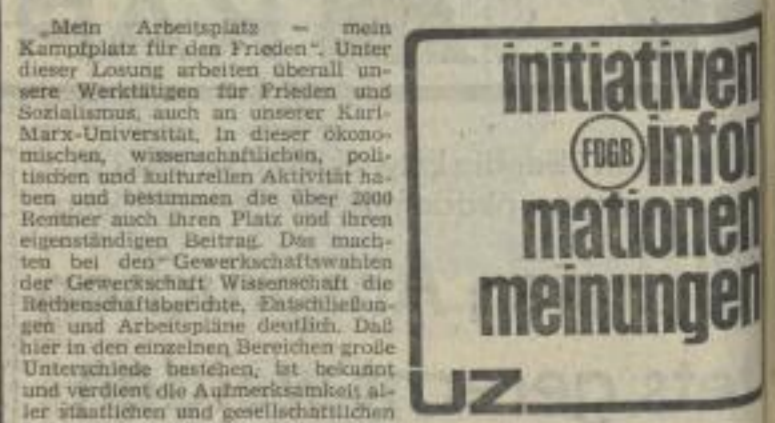 „Mein Arbeitsplatz — mein
Kampfplatz für den Frieden“. Unter
dieser Losung arbeiten überall un-
sere Werktätigen für Frieden und
Sozialismus, auch an unserer Karl-
Marx-Universität. In dieser ökono-
mischen, wissenschaftlichen, poli-
tischen und kulturellen Aktivität ha-
ben und bestimmen die über 2000
Rentner auch ihren Platz und ihren
eigenständigen Beitrag. Das mach-
ten bei den Gewerkschaftswahlen
der Gewerkschaft Wissenschaft die
Rechenschaftsberichte, Entschließun-
gen und Arbeitspläne deutlich. Daß
hier in den einzelnen Bereichen große
Unterschiede bestehen, ist bekannt
und verdient die Aufmerksamkeit al-
ler staatlichen und gesellschaftlichen
initiativen
FDGB infor
mationen
meinungen
UZ